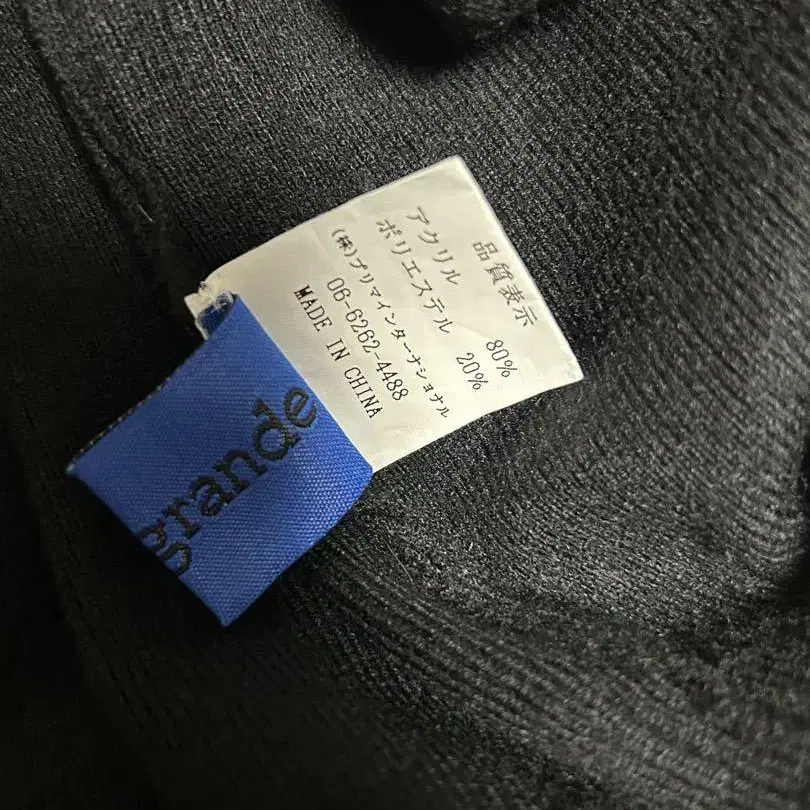 品質表示
アクリル 80%
ポリエステル 20%
(株)プリマインターナショナル
06-6262-4488
MADE IN CHINA
grande